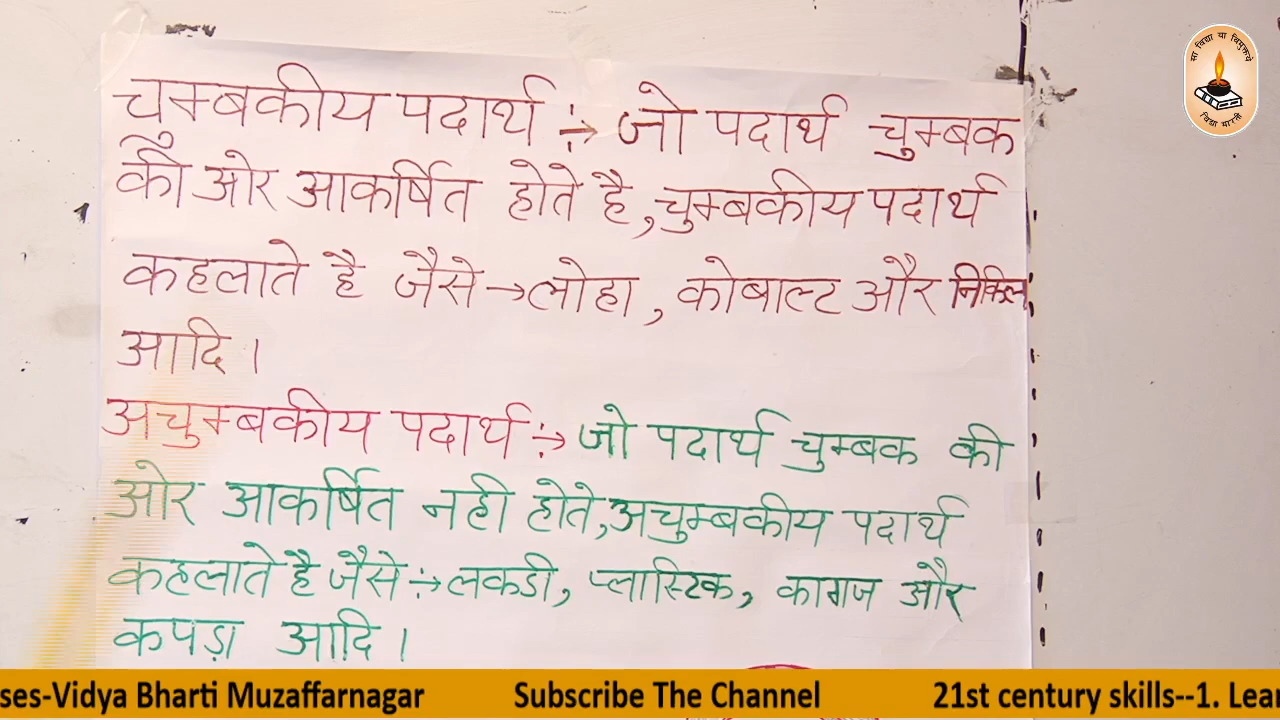 चुम्बकीय पदार्थ :→ जो पदार्थ चुम्बक
की ओर आकर्षित होते है, चुम्बकीय पदार्थ
कहलाते है जैसे → लोहा, कोबाल्ट और निकिल
आदि।
अचुम्बकीय पदार्थ :→ जो पदार्थ चुम्बक की
ओर आकर्षित नही होते, अचुम्बकीय पदार्थ
कहलाते है जैसे :→ लकडी, प्लास्टिक, कागज और
कपड़ा आदि।
सा विद्या या विमुक्तये
विद्या भारती
ses-Vidya Bharti Muzaffarnagar Subscribe The Channel 21st century skills--1. Lear